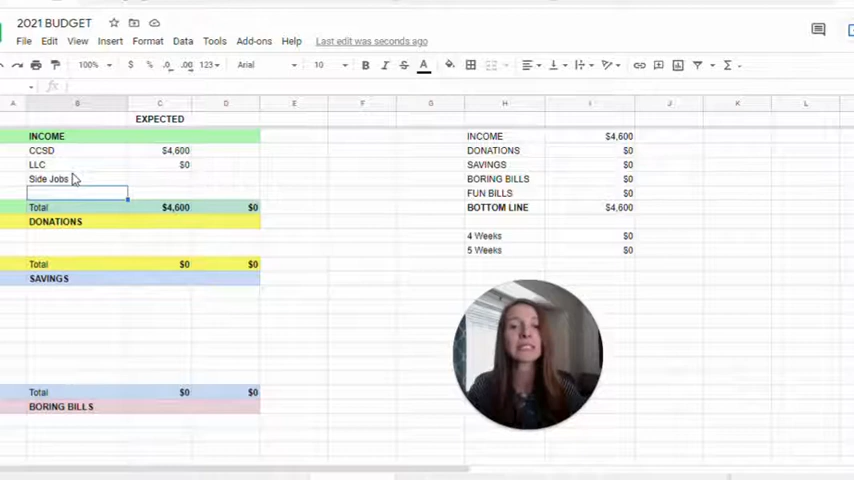 2021 BUDGET
File Edit View Insert Format Data Tools Add-ons Help Last edit was seconds ago
100% $ % .0 .00 123 Arial 10 B I S A
fx
A B C D E F G H I J K L
EXPECTED
INCOME INCOME $4,600
CCSD $4,600 DONATIONS $0
LLC $0 SAVINGS $0
Side Jobs BORING BILLS $0
FUN BILLS $0
Total $4,600 $0 BOTTOM LINE $4,600
DONATIONS
4 Weeks $0
5 Weeks $0
Total $0 $0
SAVINGS
Total $0 $0
BORING BILLS